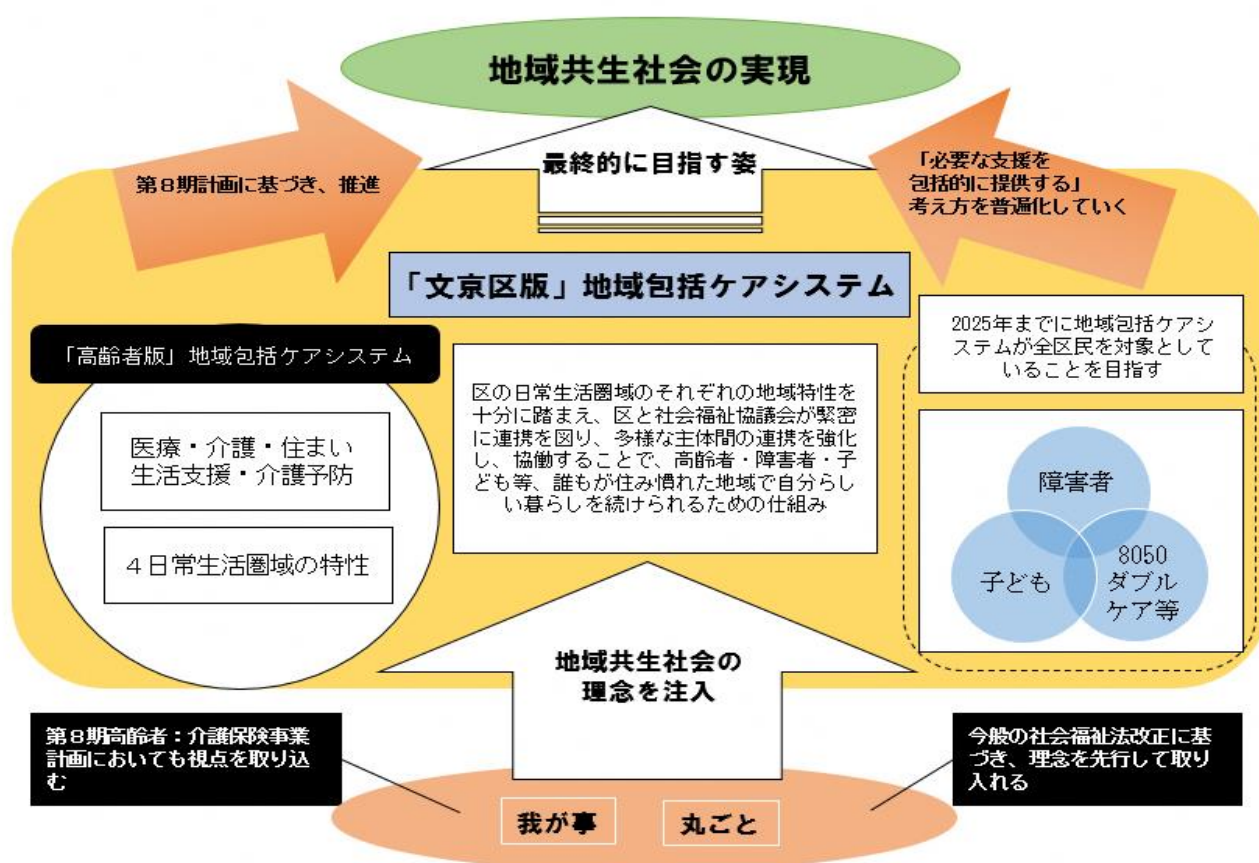 地域共生社会の実現
最終的に目指す姿
第８期計画に基づき、推進
「必要な支援を
包括的に提供する」
考え方を普遍化していく
「文京区版」地域包括ケアシステム
「高齢者版」地域包括ケアシステム
医療・介護・住まい
生活支援・介護予防
４日常生活圏域の特性
区の日常生活圏域のそれぞれの地域特性を
十分に踏まえ、区と社会福祉協議会が緊密
に連携を図り、多様な主体間の連携を強化
し、協働することで、高齢者・障害者・子
ども等、誰もが住み慣れた地域で自分らし
い暮らしを続けられるための仕組み
2025年までに地域包括ケアシ
ステムが全区民を対象として
いることを目指す
障害者
子ども
8050
ダブル
ケア等
地域共生社会の
理念を注入
第８期高齢者：介護保険事業
計画においても視点を取り込
む
今般の社会福祉法改正に基
づき、理念を先行して取り
入れる
我が事
丸ごと